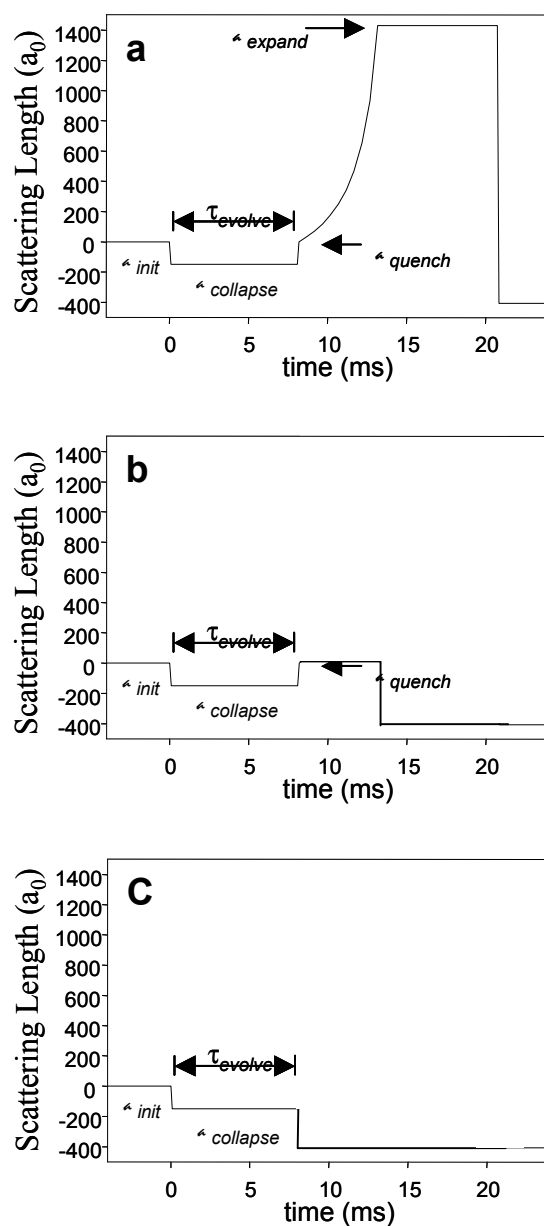 a
Scattering Length (a0)
1400
1200
1000
800
600
400
200
0
-200
-400
a expand
τevolve
a init
a collapse
a quench
0 5 10 15 20
time (ms)
b
Scattering Length (a0)
1400
1200
1000
800
600
400
200
0
-200
-400
τevolve
a init
a collapse
a quench
0 5 10 15 20
time (ms)
C
Scattering Length (a0)
1400
1200
1000
800
600
400
200
0
-200
-400
τevolve
a init
a collapse
0 5 10 15 20
time (ms)